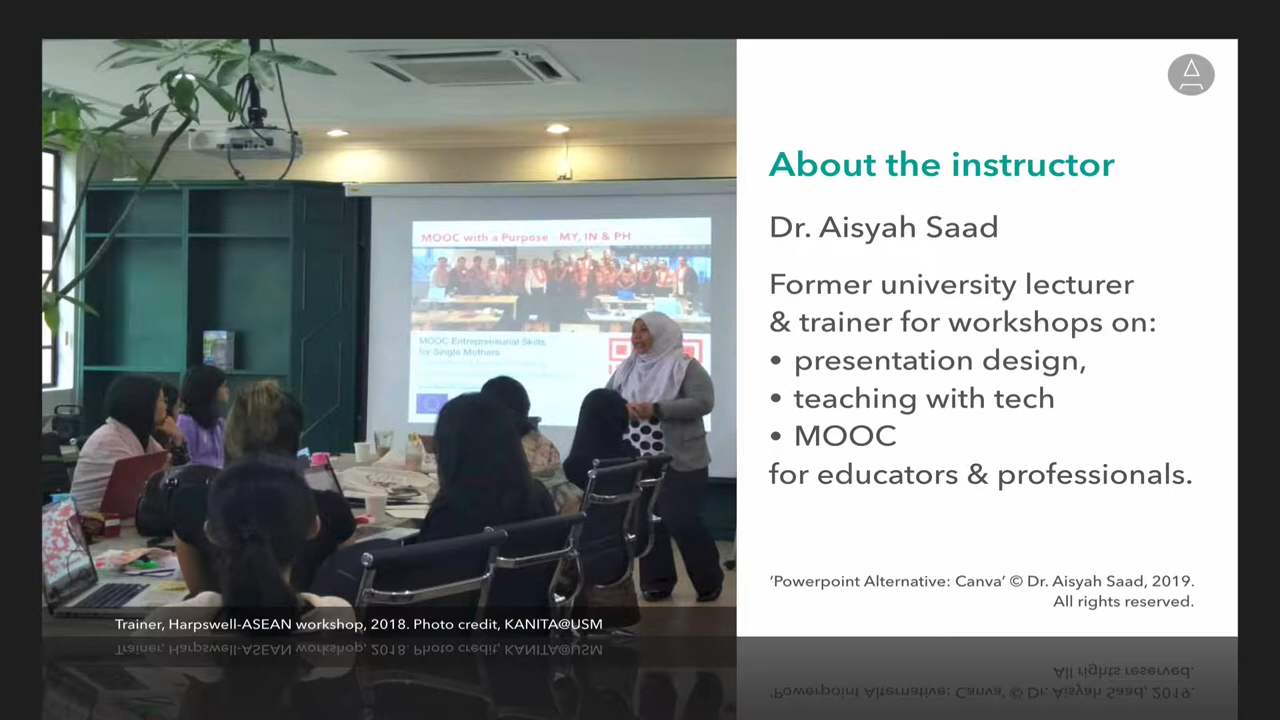 MOOC with a Purpose - MY, IN & PH
MOOC Entrepreneurial Skills
for Single Mothers
Trainer, Harpswell-ASEAN workshop, 2018. Photo credit, KANITA@USM
About the instructor
Dr. Aisyah Saad
Former university lecturer
& trainer for workshops on:
• presentation design,
• teaching with tech
• MOOC
for educators & professionals.
‘Powerpoint Alternative: Canva’ © Dr. Aisyah Saad, 2019.
All rights reserved.